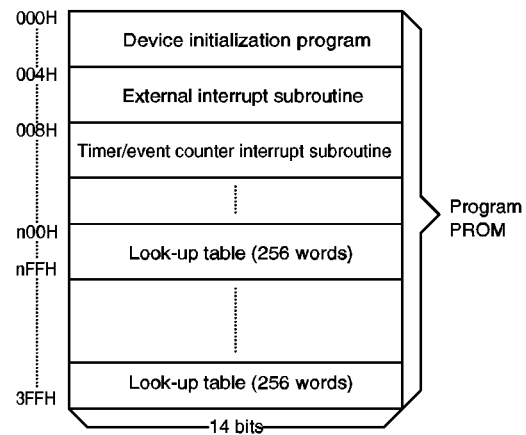 000H
Device initialization program
004H
External interrupt subroutine
008H
Timer/event counter interrupt subroutine
n00H
Look-up table (256 words)
nFFH
Program
PROM
Look-up table (256 words)
3FFH
14 bits